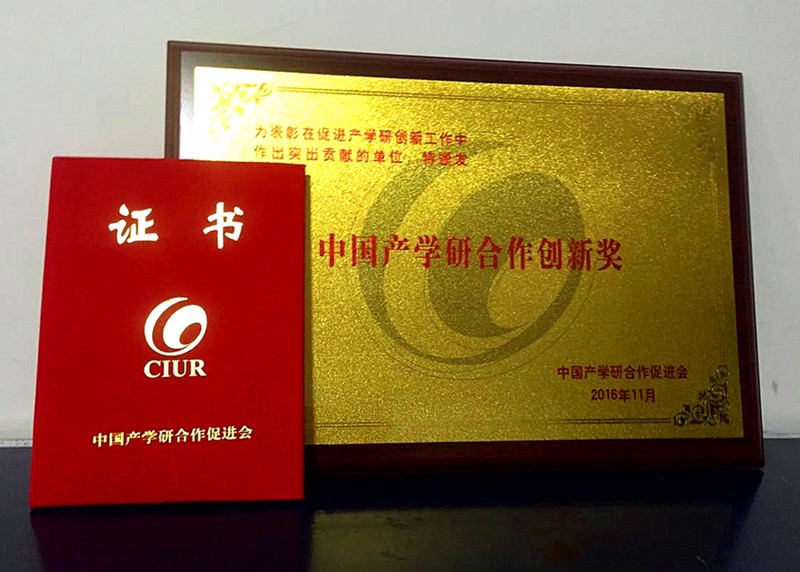 为表彰在促进产学研创新工作中
作出突出贡献的单位，特授发
中国产学研合作创新奖
中国产学研合作促进会
2016年11月
证书
CIUR
中国产学研合作促进会